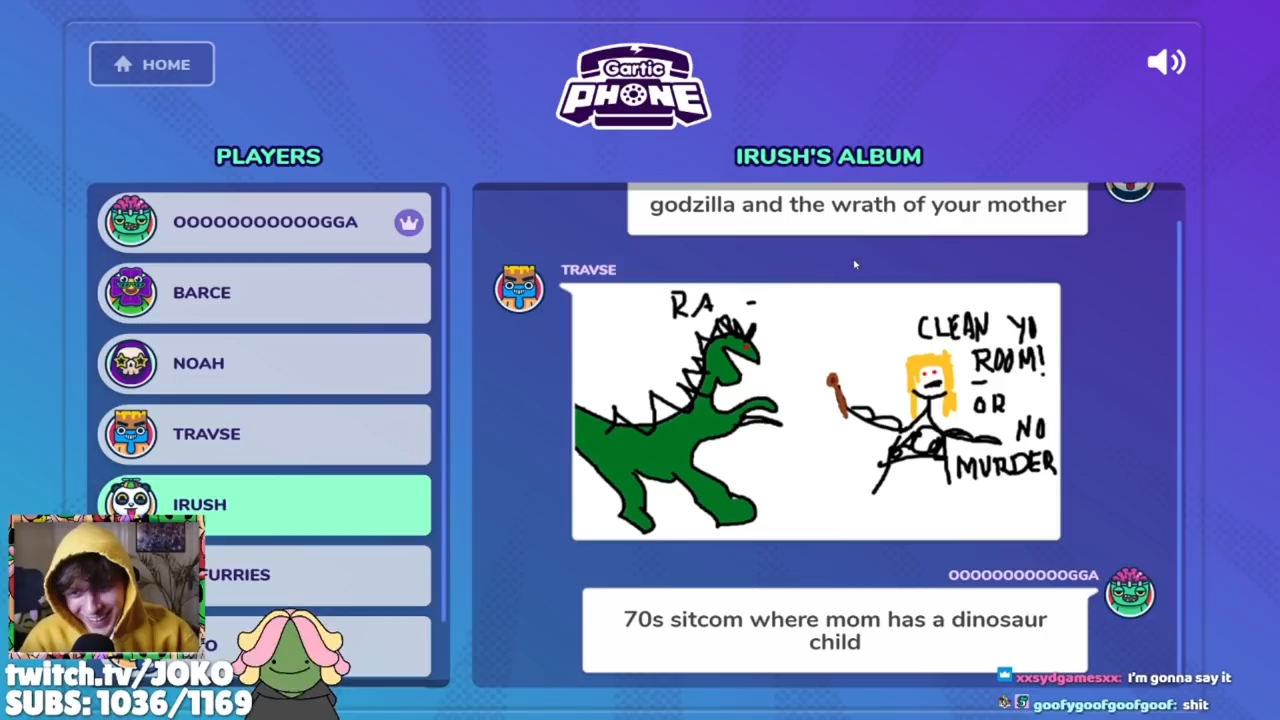 HOME
Gartic
PHONE
PLAYERS
IRUSH'S ALBUM
OOOOOOOOOOOGGA
BARCE
NOAH
TRAVSE
IRUSH
FURRIES
godzilla and the wrath of your mother
TRAVSE
RA -
CLEAN YO
ROOM!
OR
NO
MURDER
OOOOOOOOOOOGGA
70s sitcom where mom has a dinosaur
child
twitch.tv/JOKO
SUBS: 1036/1169
xxsydgamesxx: I'm gonna say it
goofygoofgoofgoof: shit